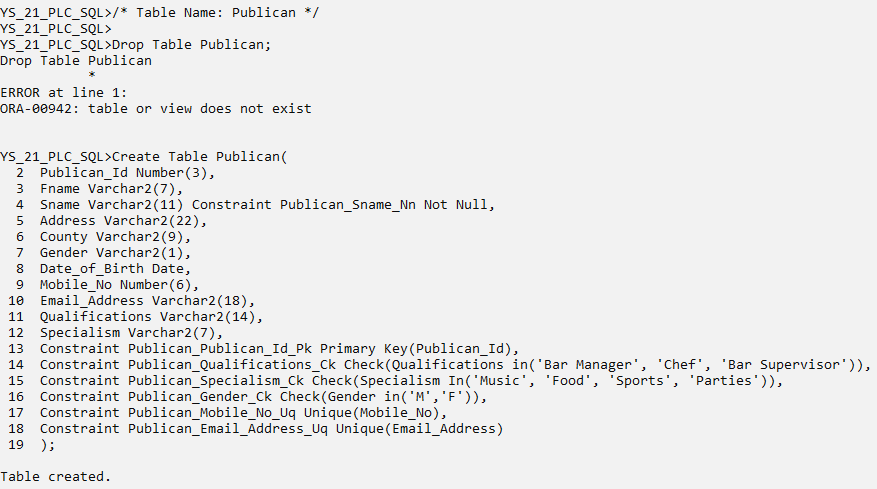 YS_21_PLC_SQL>/* Table Name: Publican */
YS_21_PLC_SQL>
YS_21_PLC_SQL>Drop Table Publican;
Drop Table Publican
           *
ERROR at line 1:
ORA-00942: table or view does not exist
YS_21_PLC_SQL>Create Table Publican(
  2  Publican_Id Number(3),
  3  Fname Varchar2(7),
  4  Sname Varchar2(11) Constraint Publican_Sname_Nn Not Null,
  5  Address Varchar2(22),
  6  County Varchar2(9),
  7  Gender Varchar2(1),
  8  Date_of_Birth Date,
  9  Mobile_No Number(6),
 10  Email_Address Varchar2(18),
 11  Qualifications Varchar2(14),
 12  Specialism Varchar2(7),
 13  Constraint Publican_Publican_Id_Pk Primary Key(Publican_Id),
 14  Constraint Publican_Qualifications_Ck Check(Qualifications in('Bar Manager', 'Chef', 'Bar Supervisor')),
 15  Constraint Publican_Specialism_Ck Check(Specialism In('Music', 'Food', 'Sports', 'Parties')),
 16  Constraint Publican_Gender_Ck Check(Gender in('M','F')),
 17  Constraint Publican_Mobile_No_Uq Unique(Mobile_No),
 18  Constraint Publican_Email_Address_Uq Unique(Email_Address)
 19  );
Table created.